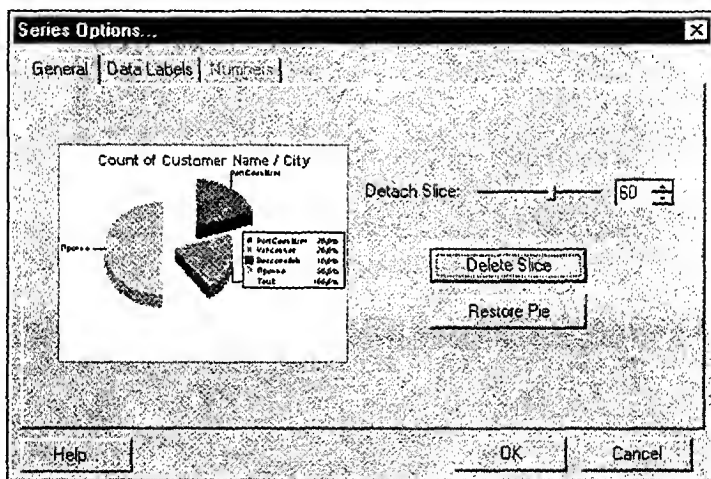 Series Options...
General Data Labels Numbers
Count of Customer Name / City
Detach Slice: 60
Delete Slice
Restore Pie
Help
OK
Cancel